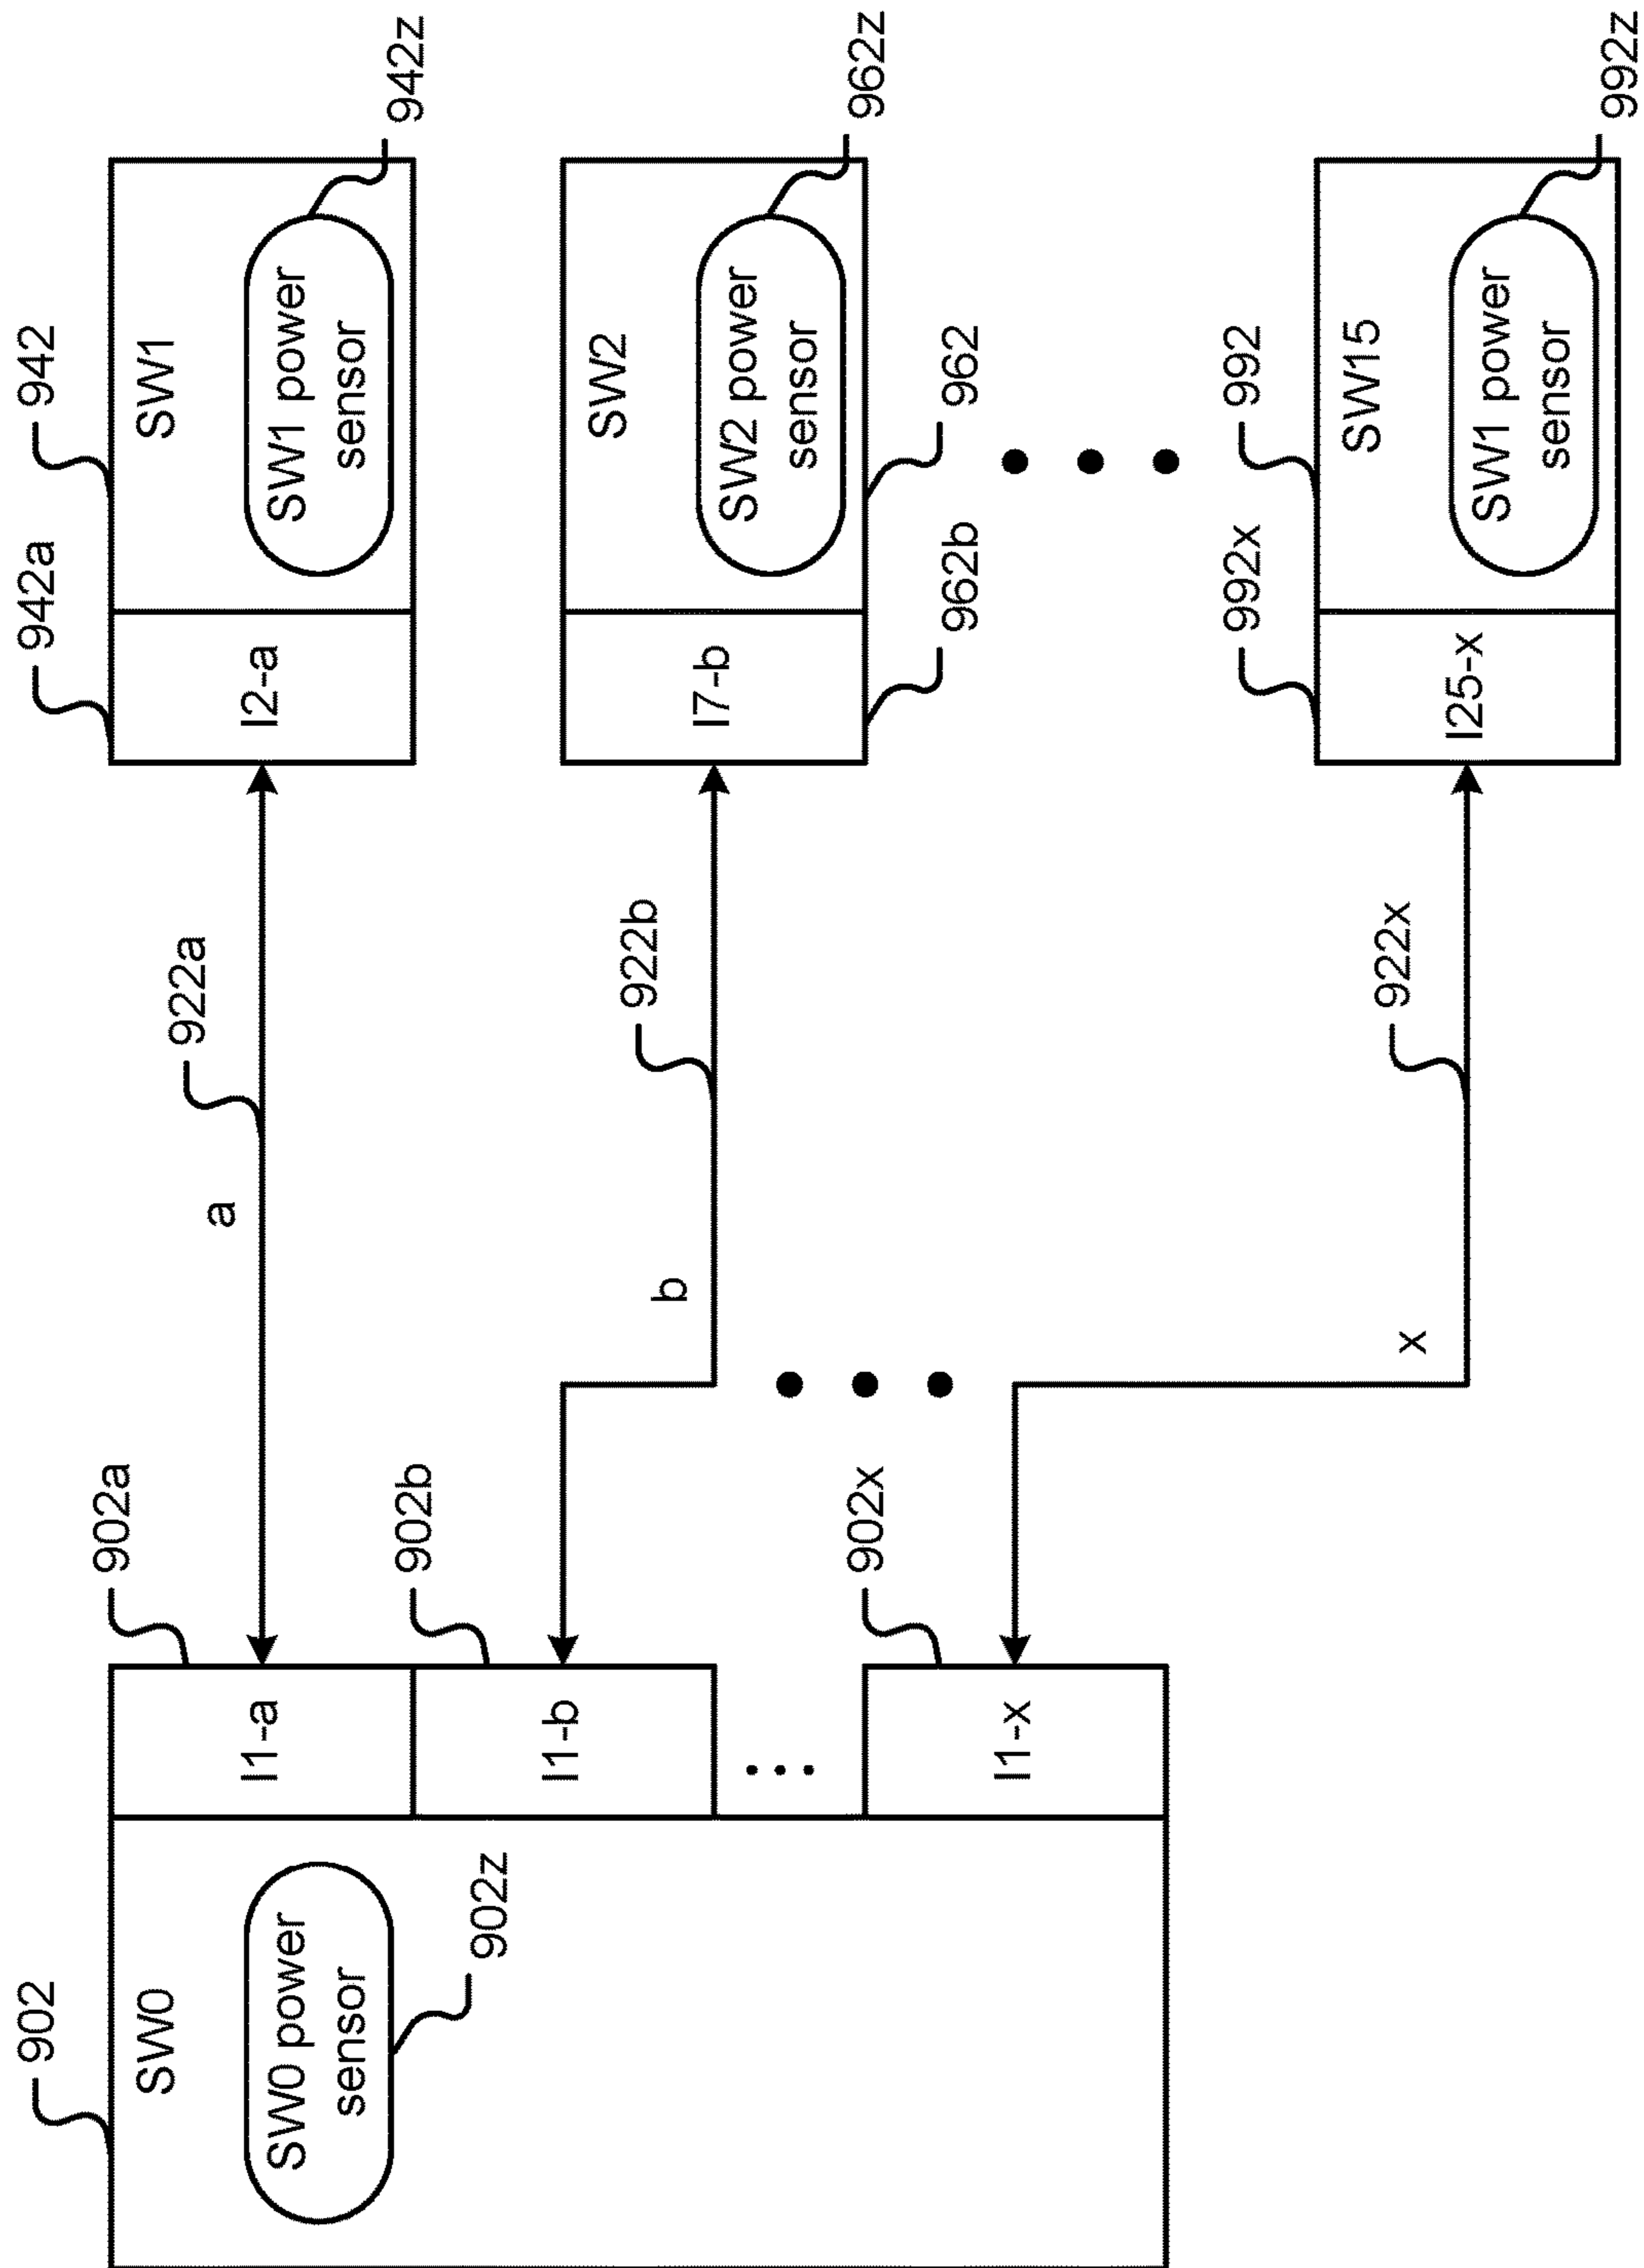 902
SW0
SW0 power
sensor
902z
I1-a
902a
I1-b
902b
...
I1-x
902x
a
922a
b
922b
x
922x
942a
942
I2-a
SW1
SW1 power
sensor
942z
I7-b
SW2
SW2 power
sensor
962z
962b
962
992x
992
I25-x
SW15
SW1 power
sensor
992z